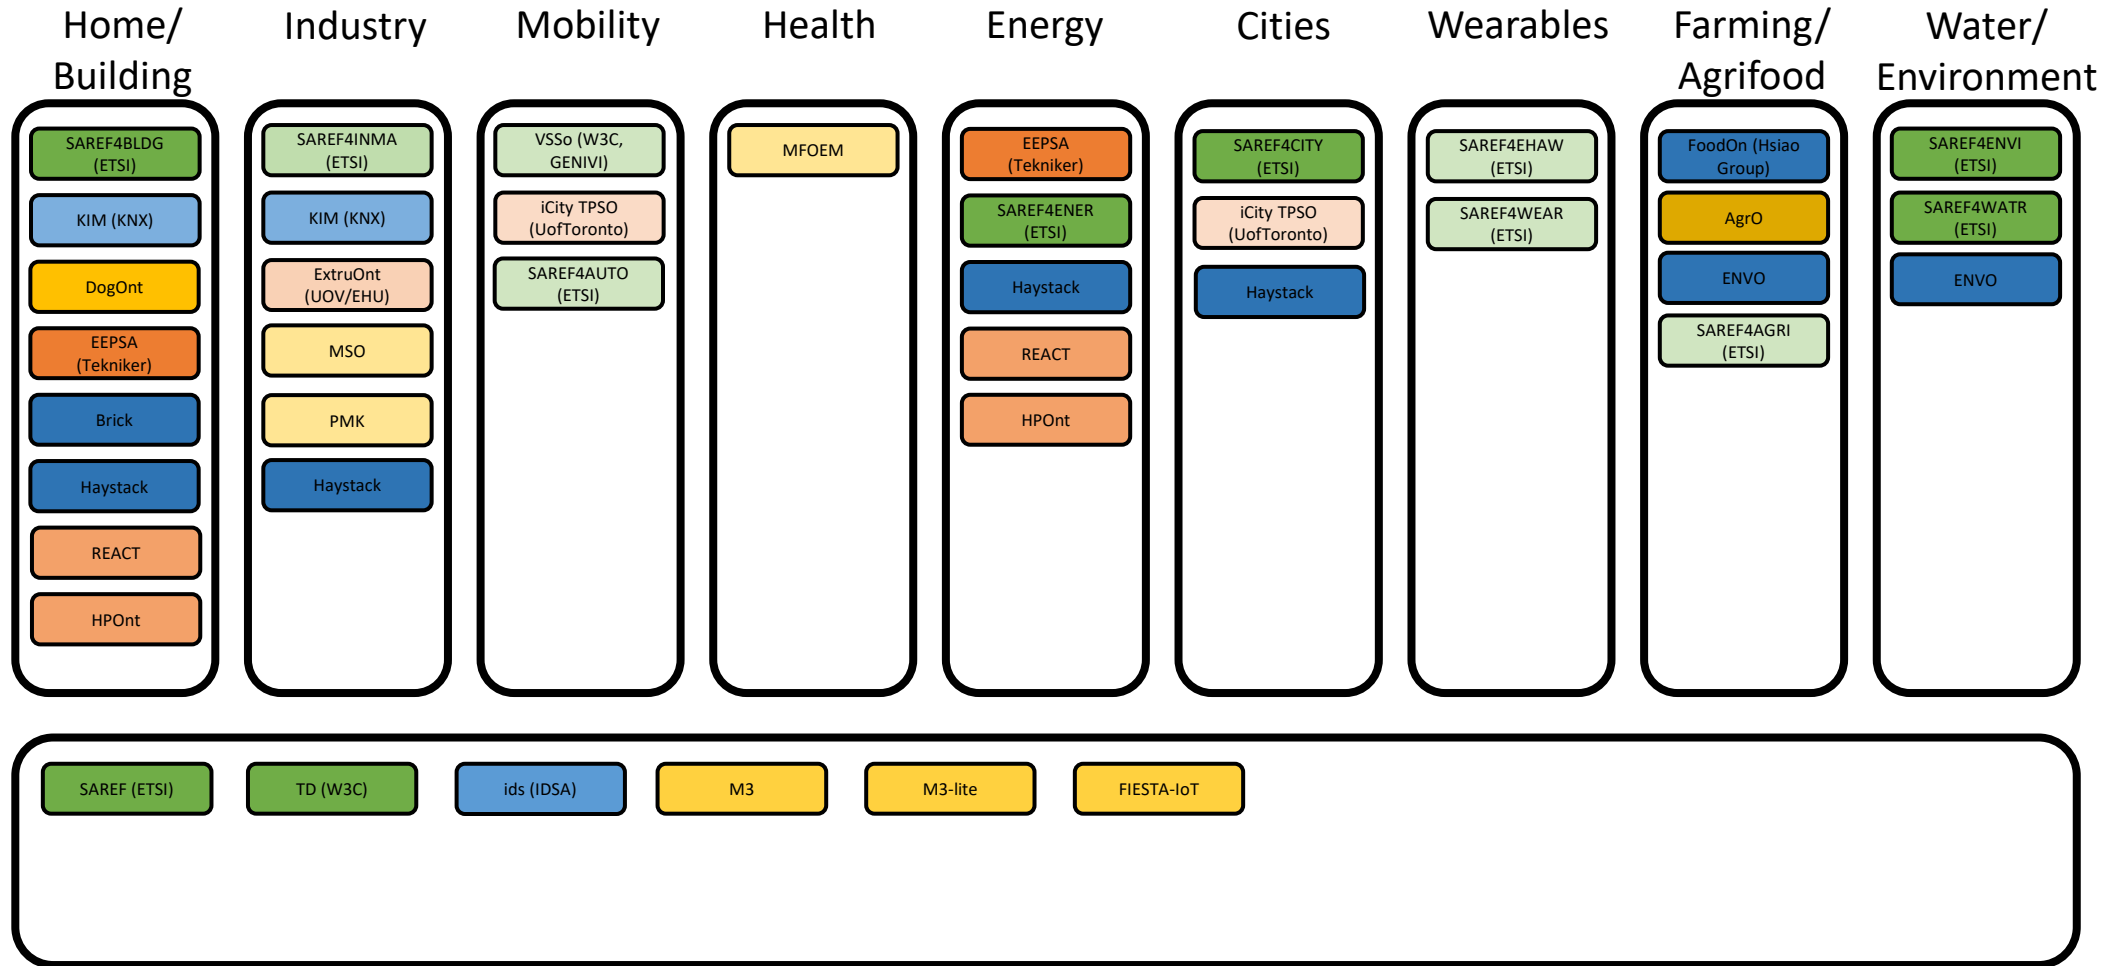 Home/
Building
Industry
Mobility
Health
Energy
Cities
Wearables
Farming/
Agrifood
Water/
Environment
SAREF4BLDG
(ETSI)
KIM (KNX)
DogOnt
EEPSA
(Tekniker)
Brick
Haystack
REACT
HPOnt
SAREF4INMA
(ETSI)
KIM (KNX)
ExtruOnt
(UOV/EHU)
MSO
PMK
Haystack
VSSo (W3C,
GENIVI)
iCity TPSO
(UofToronto)
SAREF4AUTO
(ETSI)
MFOEM
EEPSA
(Tekniker)
SAREF4ENER
(ETSI)
Haystack
REACT
HPOnt
SAREF4CITY
(ETSI)
iCity TPSO
(UofToronto)
Haystack
SAREF4EHAW
(ETSI)
SAREF4WEAR
(ETSI)
FoodOn (Hsiao
Group)
AgrO
ENVO
SAREF4AGRI
(ETSI)
SAREF4ENVI
(ETSI)
SAREF4WATR
(ETSI)
ENVO
SAREF (ETSI)
TD (W3C)
ids (IDSA)
M3
M3-lite
FIESTA-IoT